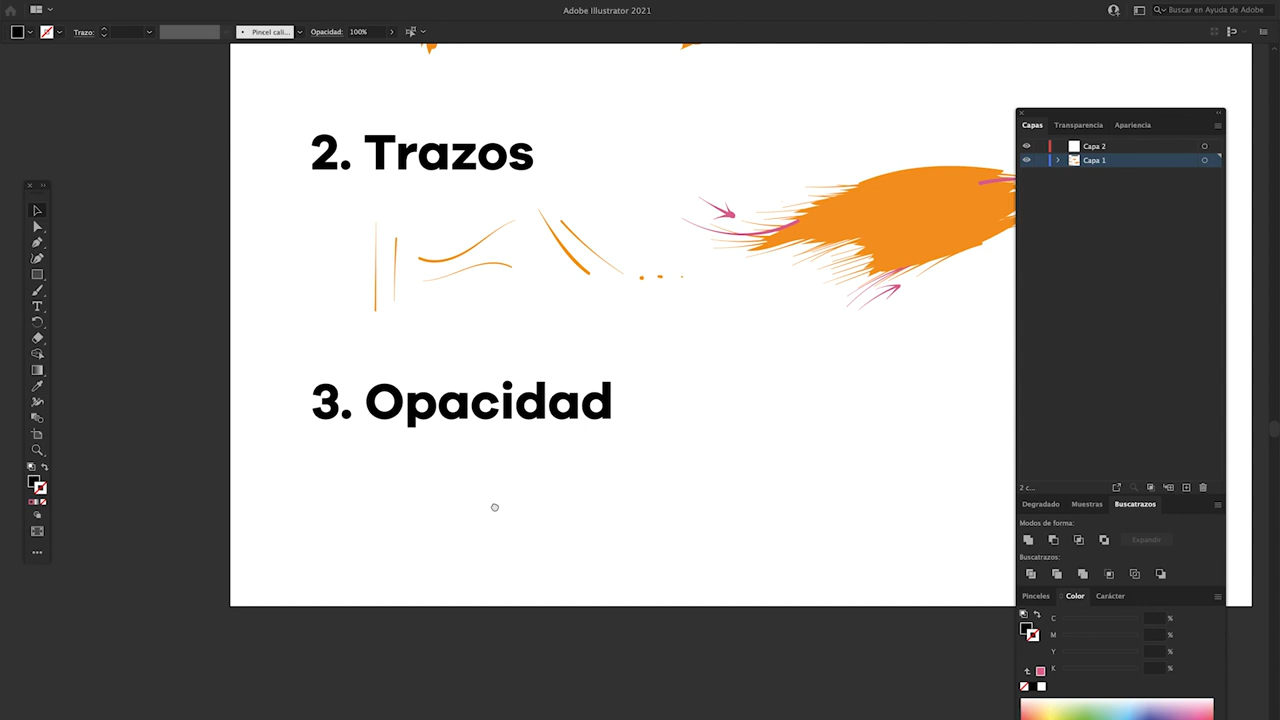 Adobe Illustrator 2021
Buscar en Ayuda de Adobe
Trazo:
Pincel cali...
Opacidad:
100%
2. Trazos
3. Opacidad
Capas
Transparencia
Apariencia
Capa 2
Capa 1
2 c...
Degradado
Muestras
Buscatrazos
Modos de forma:
Expandir
Buscatrazos:
Pinceles
Color
Carácter
C
%
M
%
Y
%
K
%